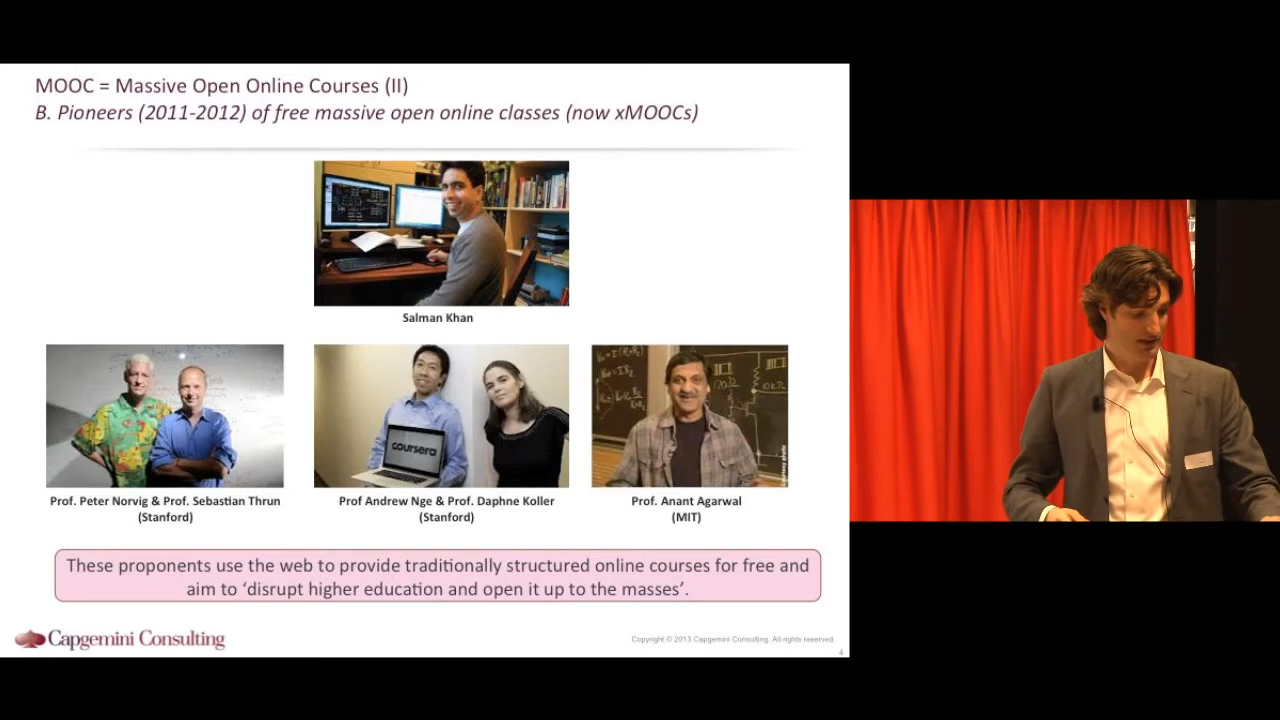 MOOC = Massive Open Online Courses (II)
B. Pioneers (2011-2012) of free massive open online classes (now xMOOCs)
coursera
Salman Khan
Prof. Peter Norvig & Prof. Sebastian Thrun
(Stanford)
Prof Andrew Nge & Prof. Daphne Koller
(Stanford)
Prof. Anant Agarwal
(MIT)
These proponents use the web to provide traditionally structured online courses for free and
aim to ‘disrupt higher education and open it up to the masses’.
Capgemini Consulting
Copyright © 2013 Capgemini Consulting. All rights reserved.
4